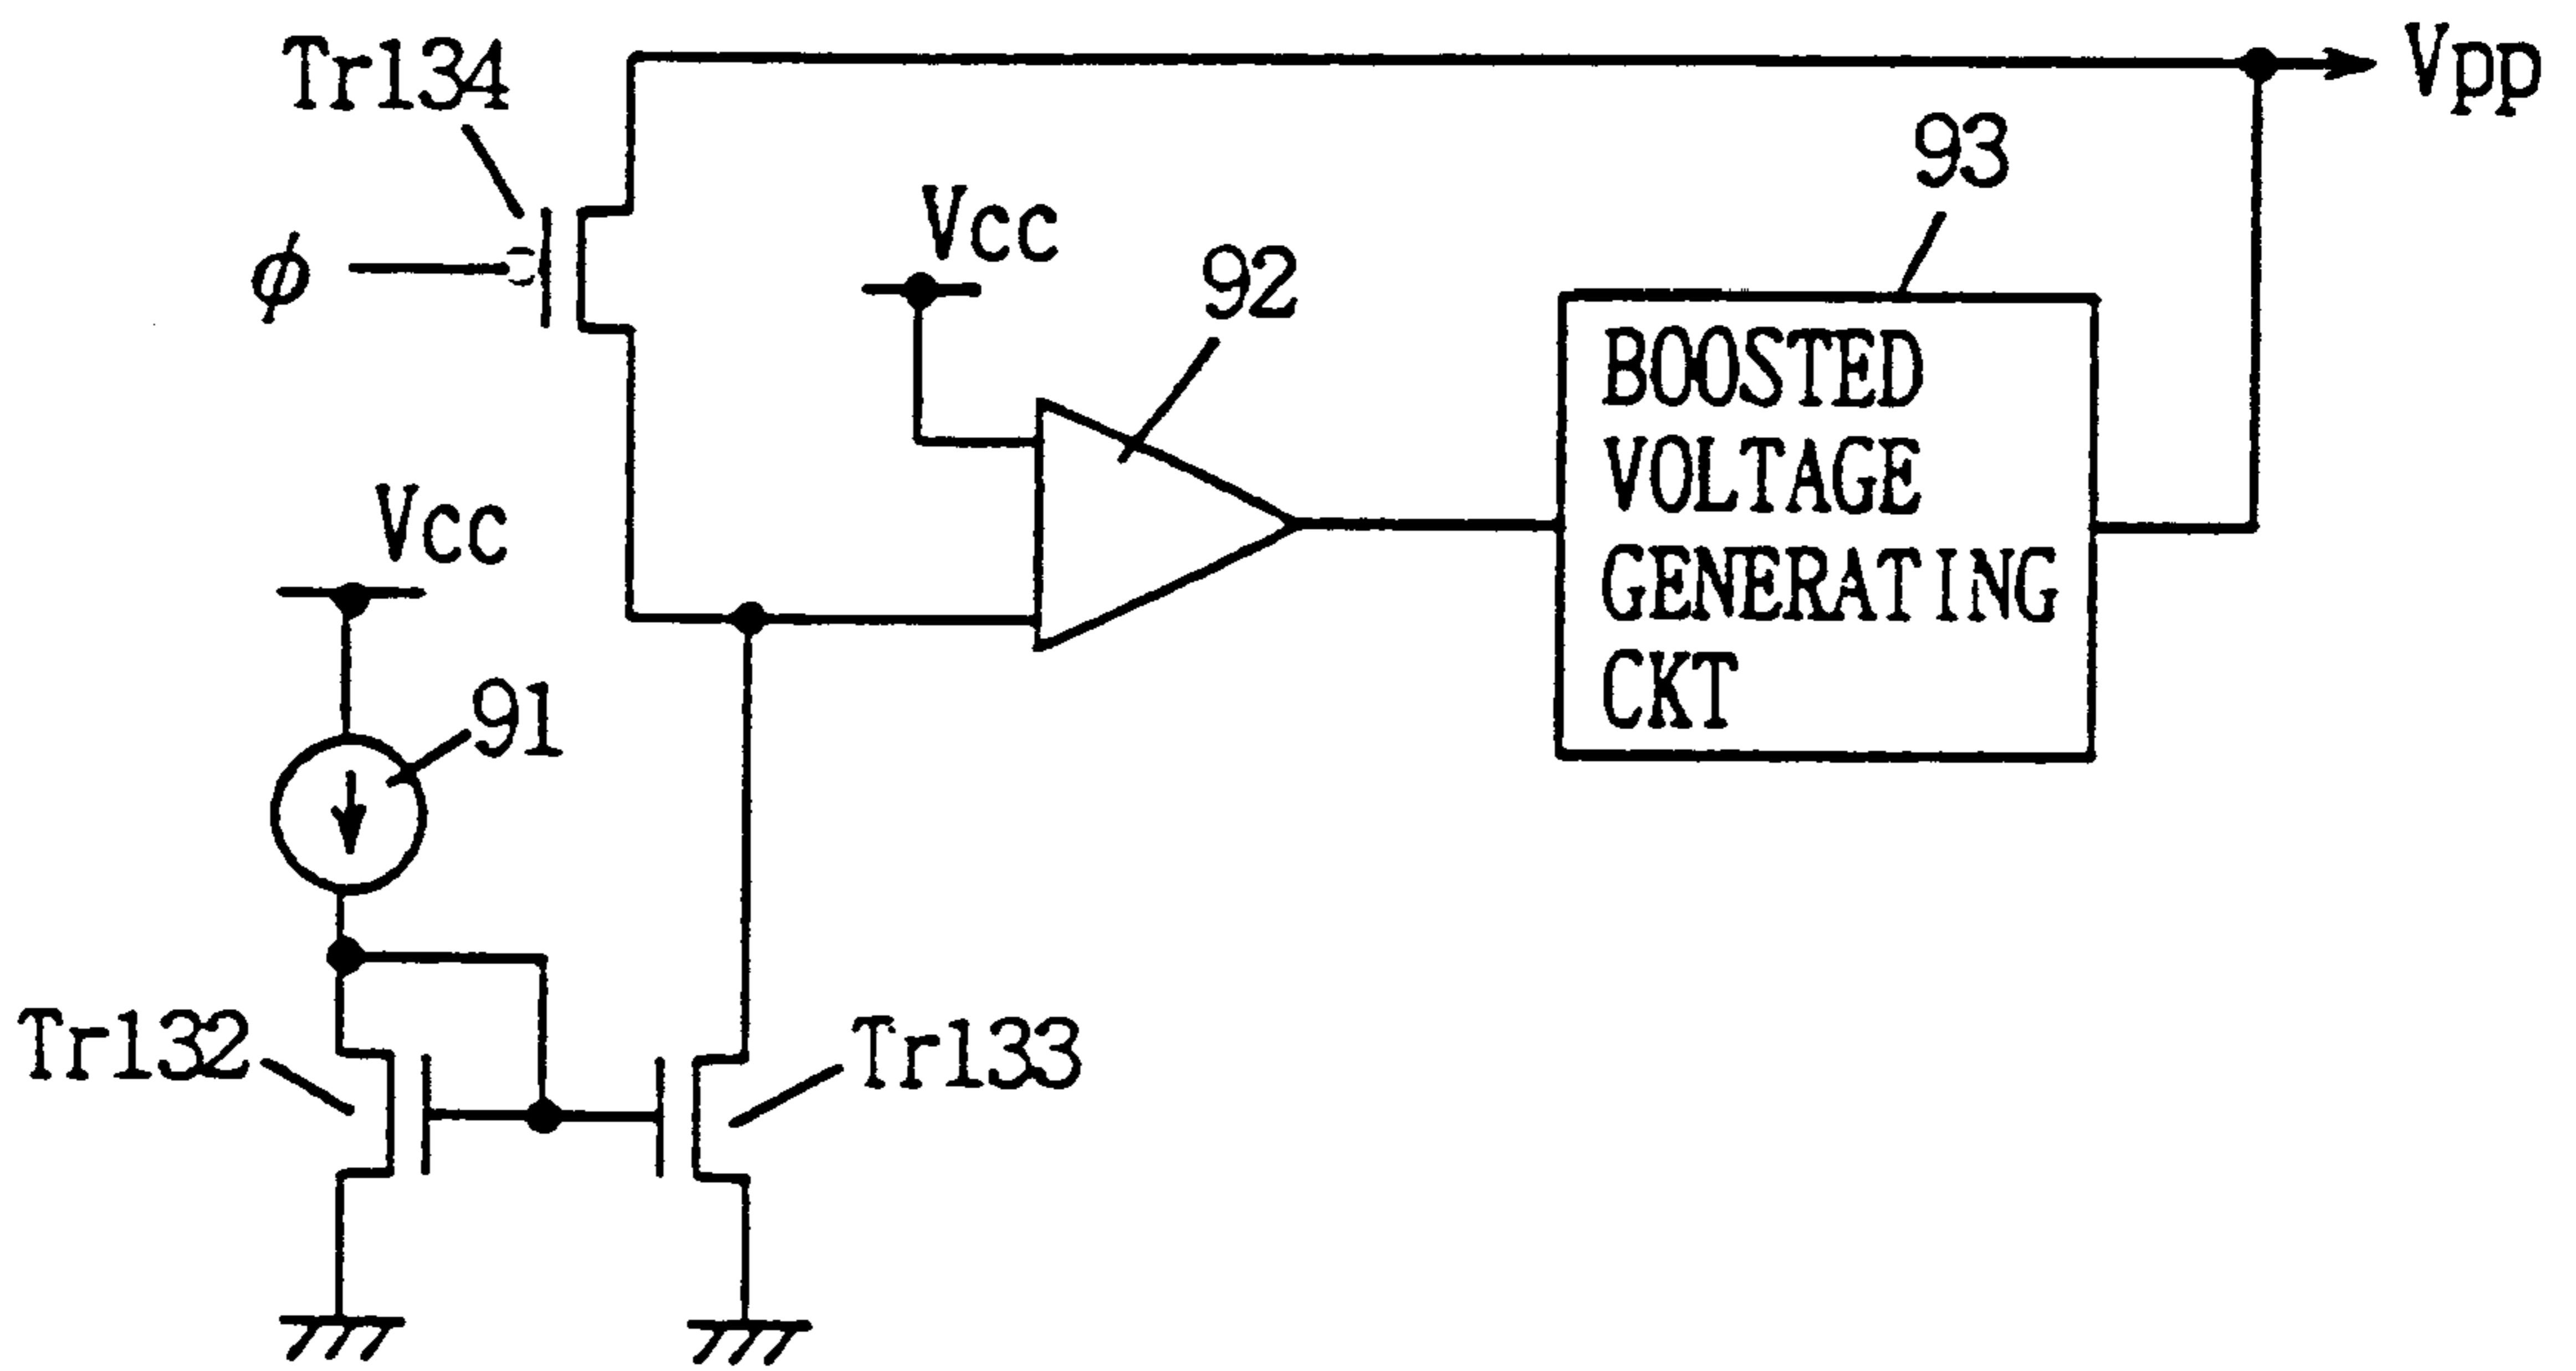 Tr134
Vpp
93
Vcc
92
ϕ
BOOSTED
VOLTAGE
GENERATING
CKT
Vcc
91
Tr132
Tr133